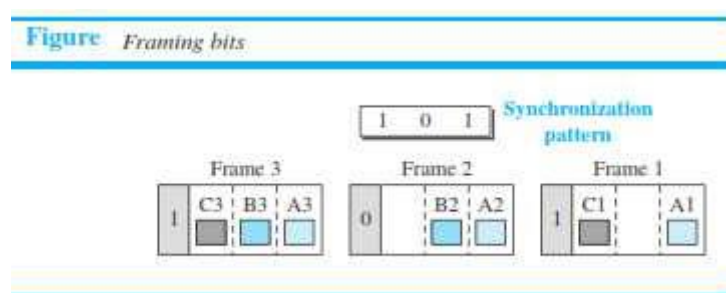 Figure Framing bits
1 0 1 Synchronization
pattern
Frame 3 Frame 2 Frame 1
1 C3 B3 A3 0 B2 A2 1 C1 A1